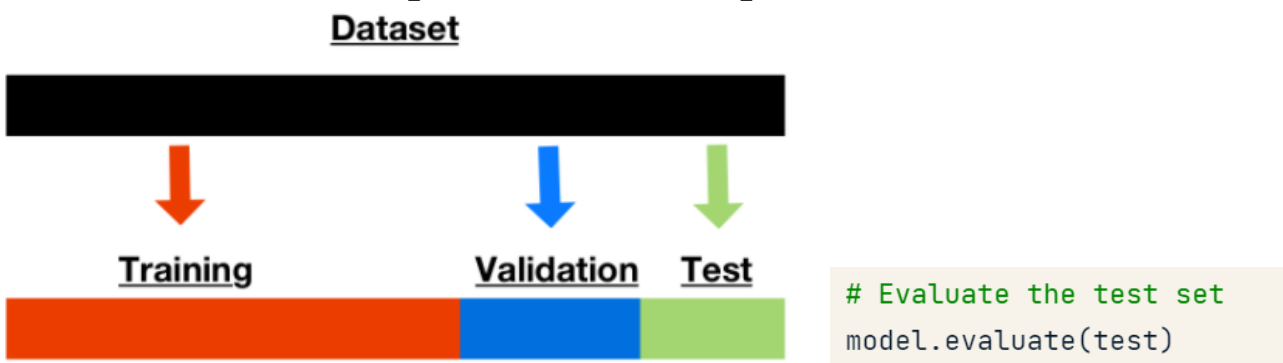 Dataset
Training Validation Test
# Evaluate the test set
model.evaluate(test)